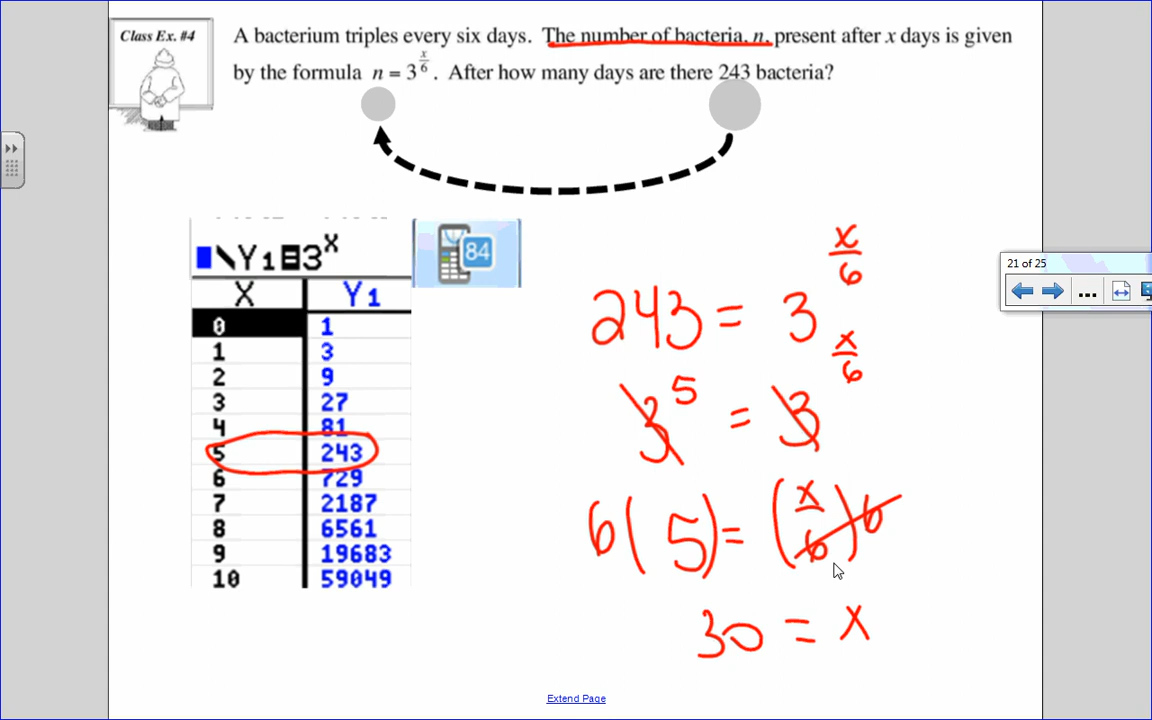 Class Ex. #4
A bacterium triples every six days. The number of bacteria, n, present after x days is given
by the formula n = 3^(x/6). After how many days are there 243 bacteria?
Y1=3^X
84
X Y1
0 1
1 3
2 9
3 27
4 81
5 243
6 729
7 2187
8 6561
9 19683
10 59049
243 = 3^(x/6)
3^5 = 3^(x/6)
6(5) = (x/6)6
30 = x
21 of 25
...
Extend Page